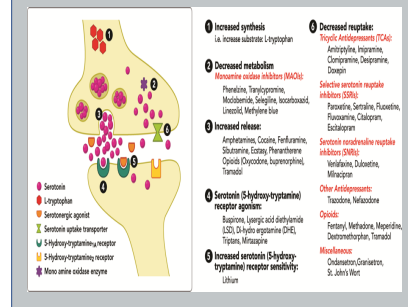 1
2
3
6
4
5
Serotonin
L-tryptophan
Serotonergic agonist
Serotonin uptake transporter
5-Hydroxy-tryptamine1A receptor
5-Hydroxy-tryptamine2 receptor
Mono amino oxidase enzyme
1 Increased synthesis
i.e. increase substrate: L-tryptophan
2 Decreased metabolism
Monoamine oxidase inhibitors (MAOIs):
Phenelzine, Tranylopromine,
Moclobemide, Selegiline, Isocarboxazid,
Linezolid, Methylene blue
3 Increased release:
Amphetamines, Cocaine, Fenfluramine,
Sibutramine, Ecstasy, Phenanthrene
Opioids (Oxycodone, buprenorphine),
Tramadol
4 Serotonin (5-hydroxy-tryptamine)
receptor agonism:
Buspirone, Lysergic acid diethylamide
(LSD), Di-hydro ergotamine (DHE),
Triptans, Mirtazapine
5 Increased serotonin (5-hydroxy-
tryptamine) receptor sensitivity:
Lithium
6 Decreased reuptake:
Tricyclic Antidepressants (TCAs):
Amitriptyline, Imipramine,
Clomipramine, Desipramine,
Doxepin
Selective serotonin reuptake
inhibitors (SSRIs):
Paroxetine, Sertraline, Fluoxetine,
Fluvoxamine, Citalopram,
Escitalopram
Serotonin noradrenaline reuptake
inhibitors (SNRIs):
Venlafaxine, Duloxetine,
Milnacipran
Other Antidepressants:
Trazodone, Nefazodone
Opioids:
Fentanyl, Methadone, Meperidine,
Dextromethorphan, Tramadol
Miscellaneous:
Ondansetron, Granisetron,
St. John's Wort